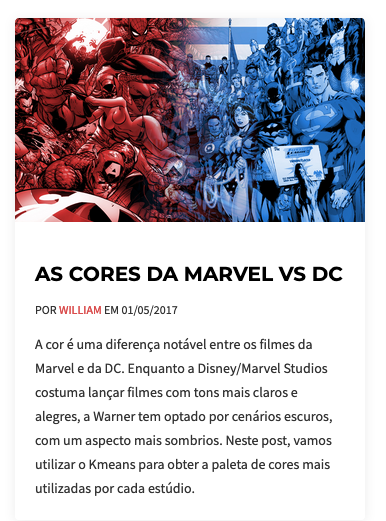 AS CORES DA MARVEL VS DC
POR WILLIAM EM 01/05/2017
A cor é uma diferença notável entre os filmes da
Marvel e da DC. Enquanto a Disney/Marvel Studios
costuma lançar filmes com tons mais claros e
alegres, a Warner tem optado por cenários escuros,
com um aspecto mais sombrios. Neste post, vamos
utilizar o Kmeans para obter a paleta de cores mais
utilizadas por cada estúdio.